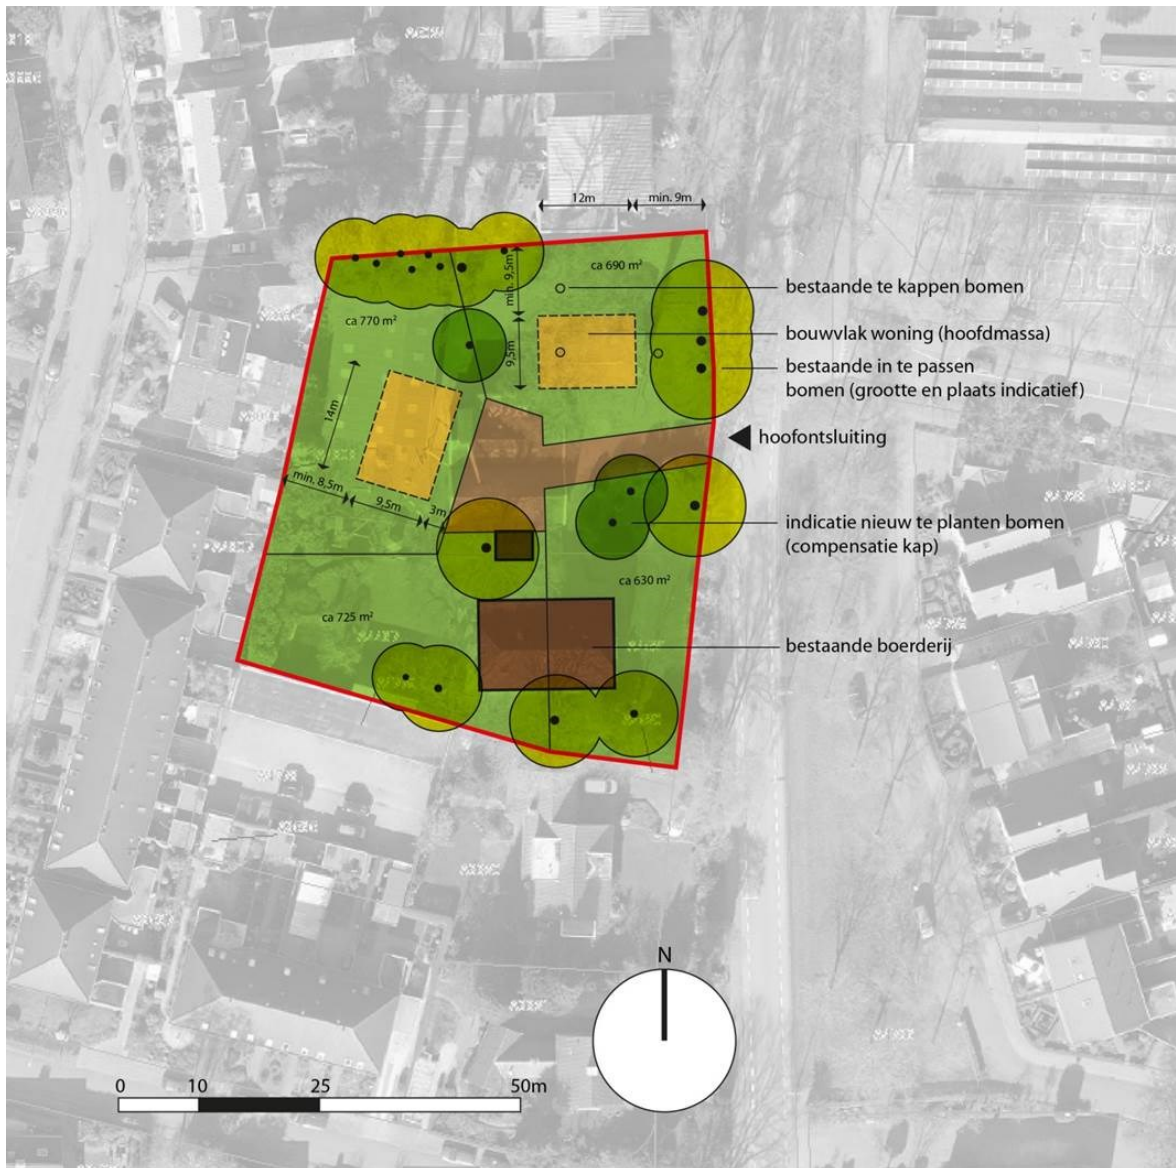 12m
min. 9m
ca 690 m²
min. 9,5m
bestaande te kappen bomen
ca 770 m²
bouwvlak woning (hoofdmassa)
9,5m
bestaande in te passen
bomen (grootte en plaats indicatief)
14m
hoofontsluiting
min. 8,5m
9,5m
3m
indicatie nieuw te planten bomen
(compensatie kap)
ca 630 m²
ca 725 m²
bestaande boerderij
N
0
10
25
50m